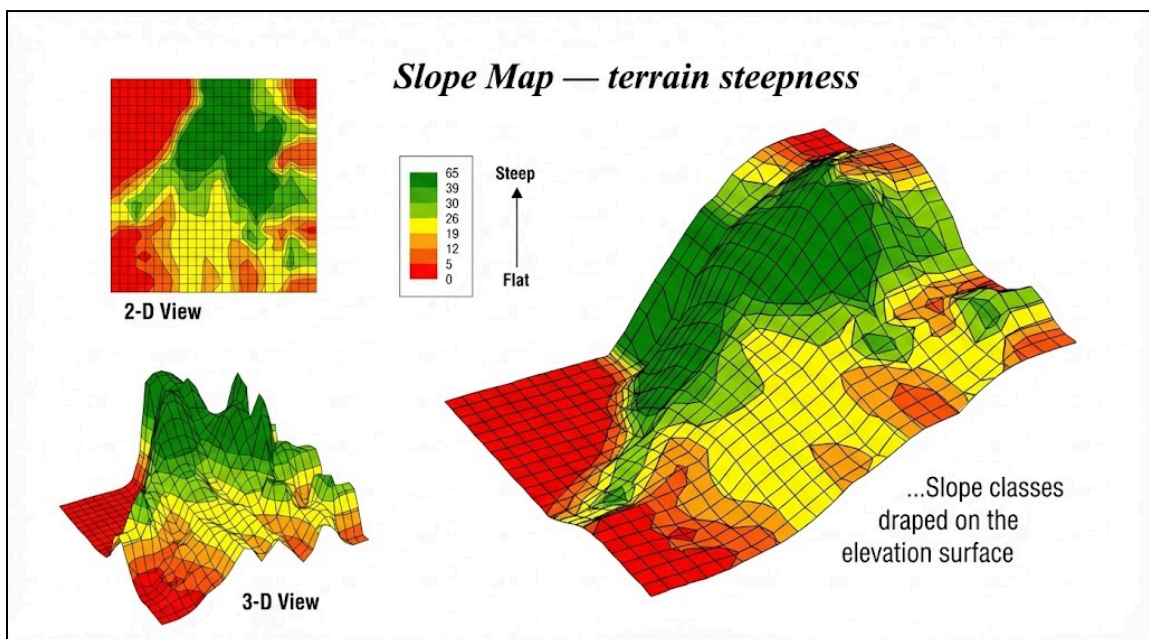 Slope Map — terrain steepness
2-D View
65
39
30
26
19
12
5
0
Steep
Flat
3-D View
...Slope classes
draped on the
elevation surface